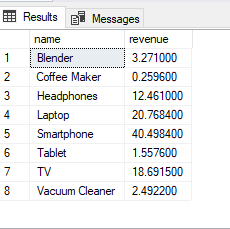 Results Messages
name revenue
1 Blender 3.271000
2 Coffee Maker 0.259600
3 Headphones 12.461000
4 Laptop 20.768400
5 Smartphone 40.498400
6 Tablet 1.557600
7 TV 18.691500
8 Vacuum Cleaner 2.492200